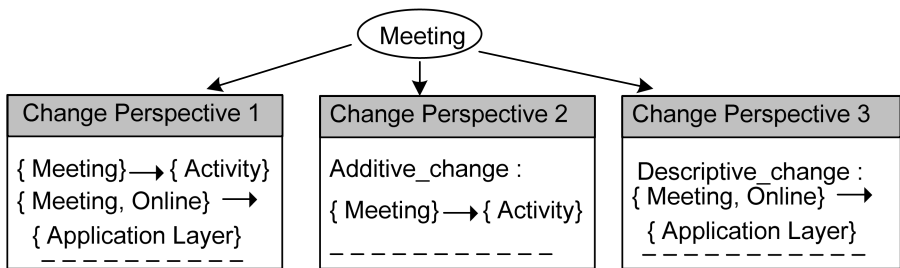 Meeting
Change Perspective 1
{ Meeting} → { Activity}
{ Meeting, Online} →
{ Application Layer}
Change Perspective 2
Additive_change :
{ Meeting} → { Activity}
Change Perspective 3
Descriptive_change :
{ Meeting, Online} →
{ Application Layer}